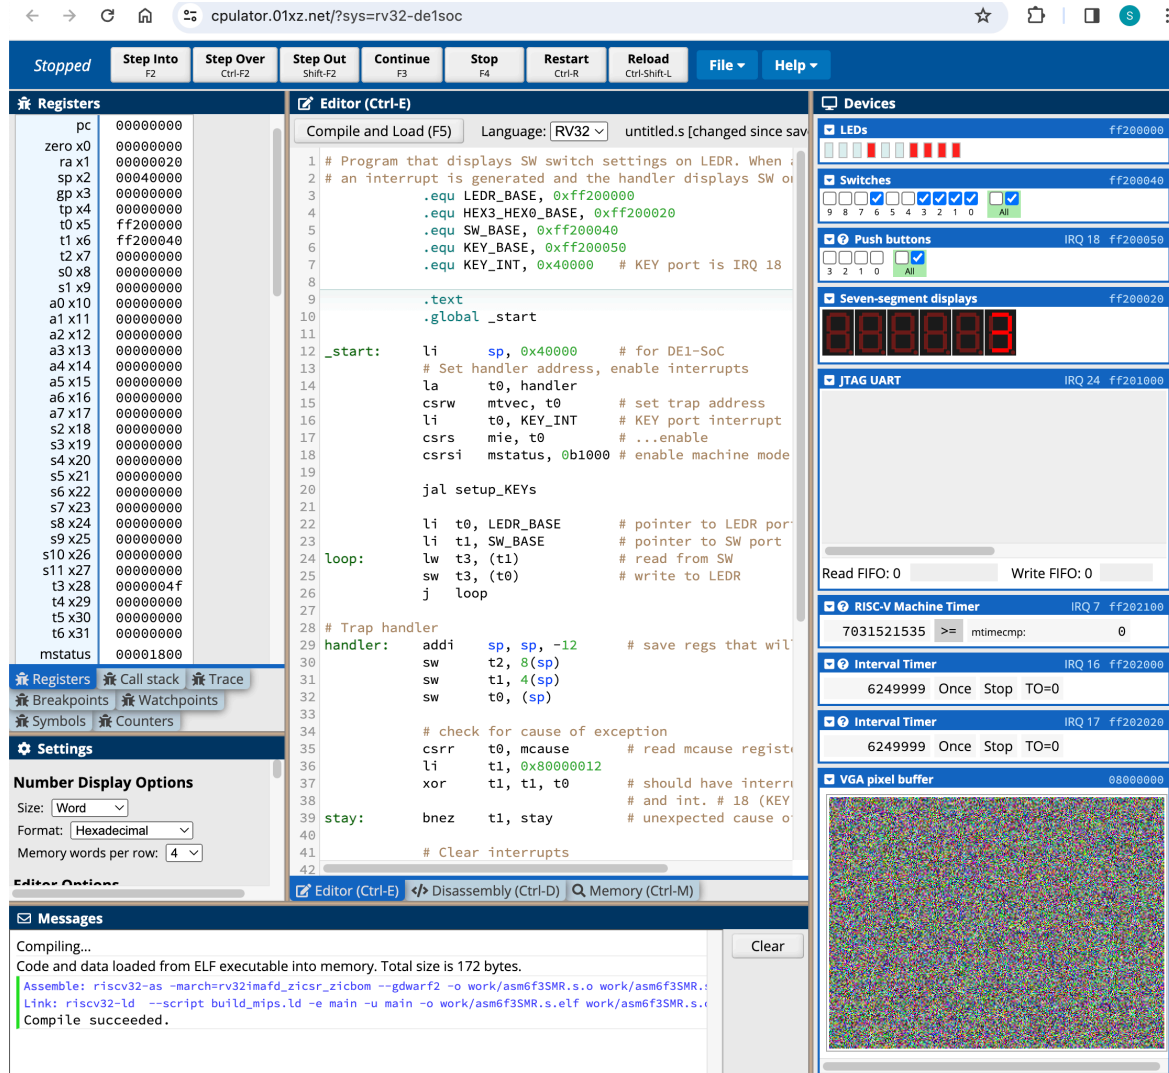 cpulator.01xz.net/?sys=rv32-de1soc
S
Stopped
Step Into
F2
Step Over
Ctrl-F2
Step Out
Shift-F2
Continue
F3
Stop
F4
Restart
Ctrl-R
Reload
Ctrl-Shift-L
File
Help
Registers
pc 00000000
zero x0 00000000
ra x1 00000020
sp x2 00040000
gp x3 00000000
tp x4 00000000
t0 x5 ff200000
t1 x6 ff200040
t2 x7 00000000
s0 x8 00000000
s1 x9 00000000
a0 x10 00000000
a1 x11 00000000
a2 x12 00000000
a3 x13 00000000
a4 x14 00000000
a5 x15 00000000
a6 x16 00000000
a7 x17 00000000
s2 x18 00000000
s3 x19 00000000
s4 x20 00000000
s5 x21 00000000
s6 x22 00000000
s7 x23 00000000
s8 x24 00000000
s9 x25 00000000
s10 x26 00000000
s11 x27 00000000
t3 x28 0000004f
t4 x29 00000000
t5 x30 00000000
t6 x31 00000000
mstatus 00001800
Registers Call stack Trace
Breakpoints Watchpoints
Symbols Counters
Settings
Number Display Options
Size: Word
Format: Hexadecimal
Memory words per row: 4
Editor Options
Editor (Ctrl-E)
Compile and Load (F5) Language: RV32 untitled.s [changed since sav
1 # Program that displays SW switch settings on LEDR. When a
2 # an interrupt is generated and the handler displays SW on
3 .equ LEDR_BASE, 0xff200000
4 .equ HEX3_HEX0_BASE, 0xff200020
5 .equ SW_BASE, 0xff200040
6 .equ KEY_BASE, 0xff200050
7 .equ KEY_INT, 0x40000 # KEY port is IRQ 18
8
9 .text
10 .global _start
11
12 _start: li sp, 0x40000 # for DE1-SoC
13 # Set handler address, enable interrupts
14 la t0, handler
15 csrw mtvec, t0 # set trap address
16 li t0, KEY_INT # KEY port interrupt
17 csrs mie, t0 # ...enable
18 csrsi mstatus, 0b1000 # enable machine mode
19
20 jal setup_KEYs
21
22 li t0, LEDR_BASE # pointer to LEDR por
23 li t1, SW_BASE # pointer to SW port
24 loop: lw t3, (t1) # read from SW
25 sw t3, (t0) # write to LEDR
26 j loop
27
28 # Trap handler
29 handler: addi sp, sp, -12 # save regs that wil
30 sw t2, 8(sp)
31 sw t1, 4(sp)
32 sw t0, (sp)
33
34 # check for cause of exception
35 csrr t0, mcause # read mcause registe
36 li t1, 0x80000012
37 xor t1, t1, t0 # should have interru
38 # and int. # 18 (KEY
39 stay: bnez t1, stay # unexpected cause o
40
41 # Clear interrupts
42
Editor (Ctrl-E) Disassembly (Ctrl-D) Memory (Ctrl-M)
Messages
Compiling...
Code and data loaded from ELF executable into memory. Total size is 172 bytes.
Assemble: riscv32-as -march=rv32imafd_zicsr_zicbom --gdwarf2 -o work/asm6f3SMR.s.o work/asm6f3SMR.s
Link: riscv32-ld --script build_mips.ld -e main -u main -o work/asm6f3SMR.elf work/asm6f3SMR.s.o
Compile succeeded.
Clear
Devices
LEDs ff200000
Switches ff200040
9 8 7 6 5 4 3 2 1 0 All
Push buttons IRQ 18 ff200050
3 2 1 0 All
Seven-segment displays ff200020
3
JTAG UART IRQ 24 ff201000
Read FIFO: 0 Write FIFO: 0
RISC-V Machine Timer IRQ 7 ff202100
7031521535 >= mtimecmp: 0
Interval Timer IRQ 16 ff202000
6249999 Once Stop TO=0
Interval Timer IRQ 17 ff202020
6249999 Once Stop TO=0
VGA pixel buffer 08000000